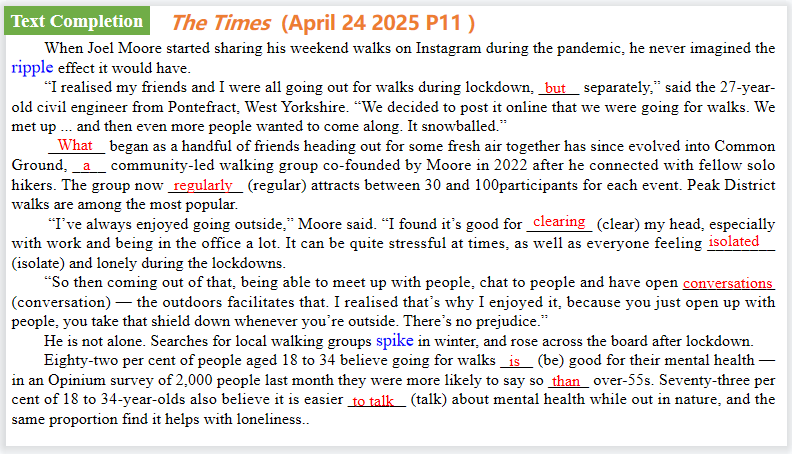 Text Completion The Times (April 24 2025 P11 )
When Joel Moore started sharing his weekend walks on Instagram during the pandemic, he never imagined the
ripple effect it would have.
“I realised my friends and I were all going out for walks during lockdown, but separately,” said the 27-year-
old civil engineer from Pontefract, West Yorkshire. “We decided to post it online that we were going for walks. We
met up ... and then even more people wanted to come along. It snowballed.”
What began as a handful of friends heading out for some fresh air together has since evolved into Common
Ground, a community-led walking group co-founded by Moore in 2022 after he connected with fellow solo
hikers. The group now regularly (regular) attracts between 30 and 100participants for each event. Peak District
walks are among the most popular.
“I’ve always enjoyed going outside,” Moore said. “I found it’s good for clearing (clear) my head, especially
with work and being in the office a lot. It can be quite stressful at times, as well as everyone feeling isolated
(isolate) and lonely during the lockdowns.
“So then coming out of that, being able to meet up with people, chat to people and have open conversations
(conversation) — the outdoors facilitates that. I realised that’s why I enjoyed it, because you just open up with
people, you take that shield down whenever you’re outside. There’s no prejudice.”
He is not alone. Searches for local walking groups spike in winter, and rose across the board after lockdown.
Eighty-two per cent of people aged 18 to 34 believe going for walks is (be) good for their mental health —
in an Opinium survey of 2,000 people last month they were more likely to say so than over-55s. Seventy-three per
cent of 18 to 34-year-olds also believe it is easier to talk (talk) about mental health while out in nature, and the
same proportion find it helps with loneliness..